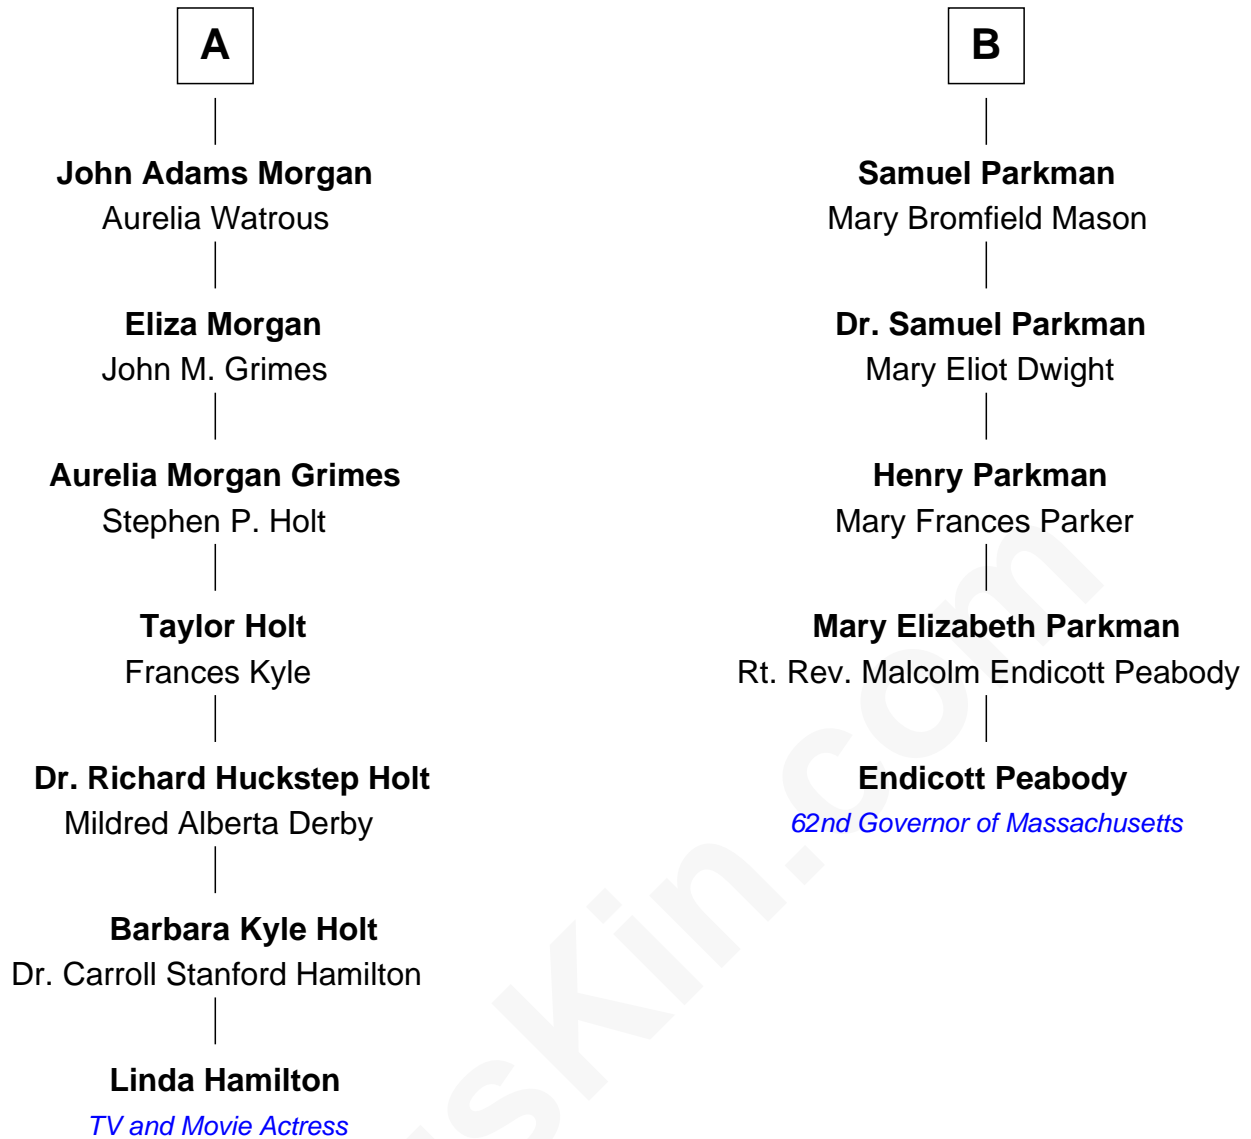 A
John Adams Morgan
Aurelia Watrous
Eliza Morgan
John M. Grimes
Aurelia Morgan Grimes
Stephen P. Holt
Taylor Holt
Frances Kyle
Dr. Richard Huckstep Holt
Mildred Alberta Derby
Barbara Kyle Holt
Dr. Carroll Stanford Hamilton
Linda Hamilton
TV and Movie Actress
B
Samuel Parkman
Mary Bromfield Mason
Dr. Samuel Parkman
Mary Eliot Dwight
Henry Parkman
Mary Frances Parker
Mary Elizabeth Parkman
Rt. Rev. Malcolm Endicott Peabody
Endicott Peabody
62nd Governor of Massachusetts
sKin.com